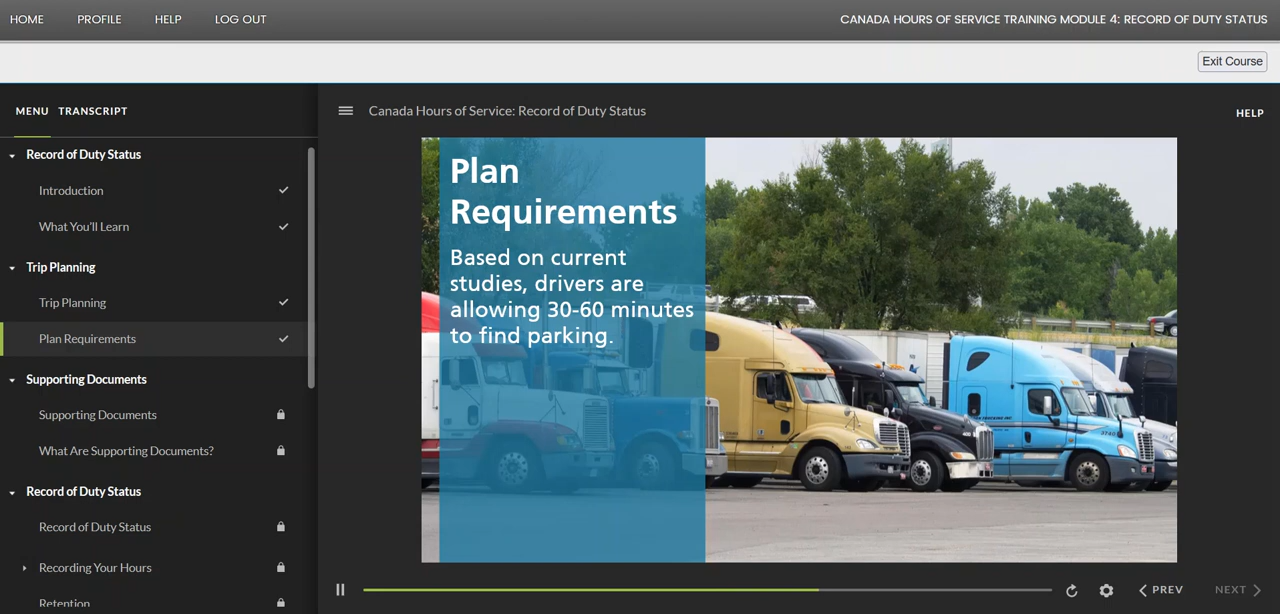 HOME PROFILE HELP LOG OUT CANADA HOURS OF SERVICE TRAINING MODULE 4: RECORD OF DUTY STATUS
Exit Course
MENU TRANSCRIPT
Canada Hours of Service: Record of Duty Status
HELP
Record of Duty Status
Introduction
What You'll Learn
Trip Planning
Trip Planning
Plan Requirements
Supporting Documents
Supporting Documents
What Are Supporting Documents?
Record of Duty Status
Record of Duty Status
Recording Your Hours
Retention
Plan
Requirements
Based on current
studies, drivers are
allowing 30-60 minutes
to find parking.
PREV NEXT